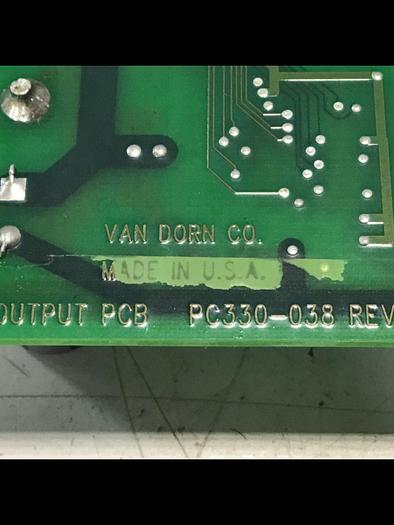 VAN DORN CO.
MADE IN U.S.A.
OUTPUT PCB PC330-038 REV